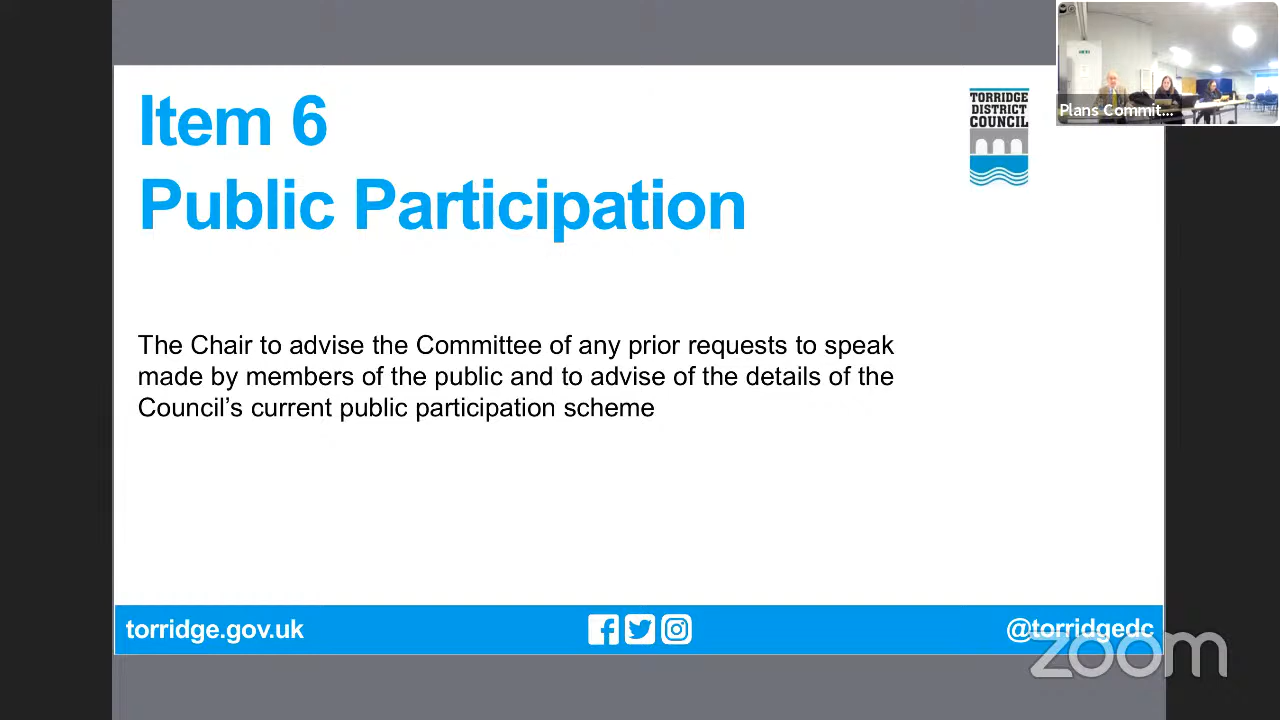 Item 6
Public Participation
TORRIDGE
DISTRICT
COUNCIL
Plans Commit...
The Chair to advise the Committee of any prior requests to speak
made by members of the public and to advise of the details of the
Council’s current public participation scheme
torridge.gov.uk
@torridgedc
zoom